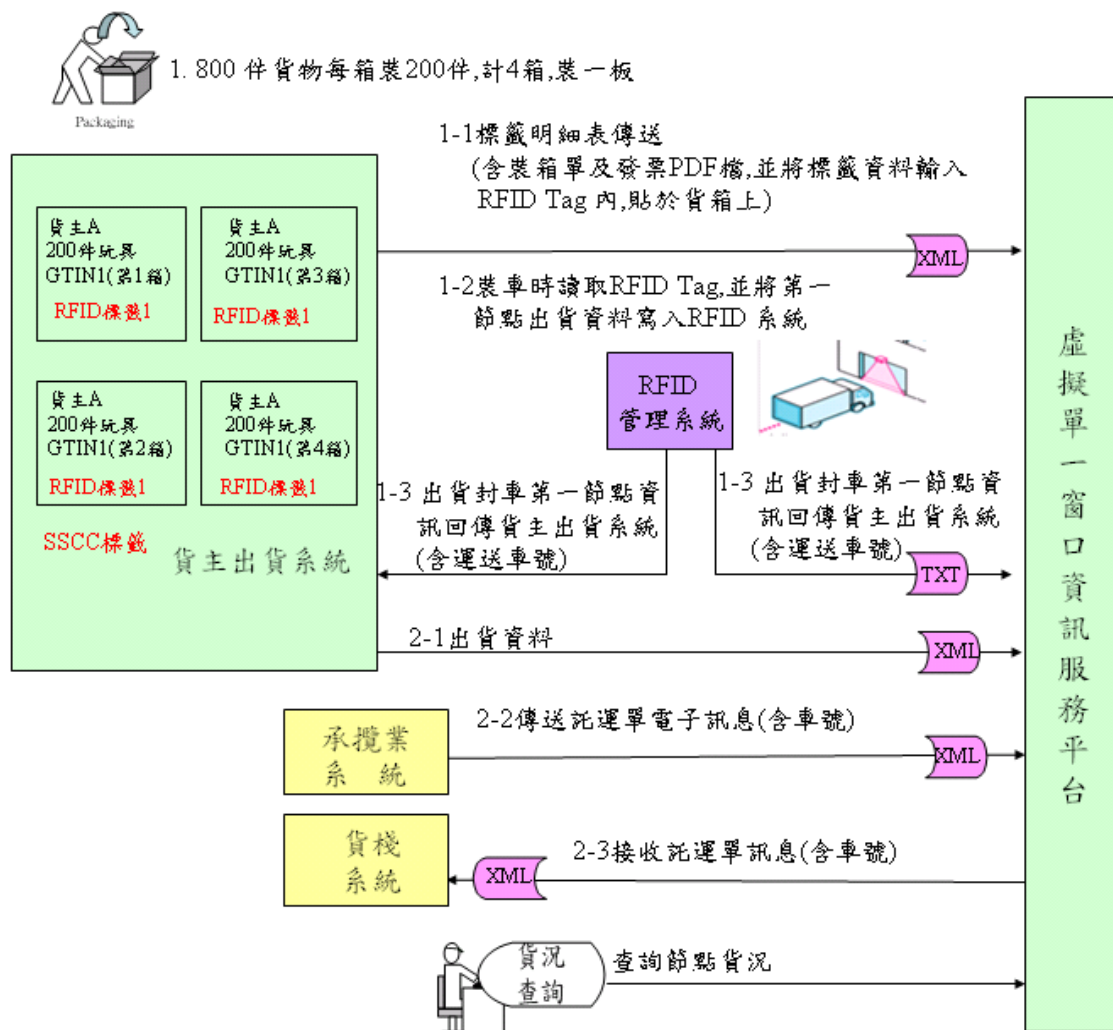 1. 800 件貨物每箱裝200件,計4箱,裝一板
Packaging
1-1標籤明細表傳送
(含裝箱單及發票PDF檔,並將標籤資料輸入
RFID Tag 內,貼於貨箱上)
XML
貨主A
200件玩具
GTIN1(第1箱)
RFID標籤1
貨主A
200件玩具
GTIN1(第3箱)
RFID標籤1
貨主A
200件玩具
GTIN1(第2箱)
RFID標籤1
貨主A
200件玩具
GTIN1(第4箱)
RFID標籤1
SSCC標籤
貨主出貨系統
1-2裝車時讀取RFID Tag,並將第一
節點出貨資料寫入RFID 系統
RFID
管理系統
1-3 出貨封車第一節點資
訊回傳貨主出貨系統
(含運送車號)
1-3 出貨封車第一節點資
訊回傳貨主出貨系統
(含運送車號)
TXT
2-1出貨資料
XML
承攬業
系 統
2-2傳送託運單電子訊息(含車號)
XML
貨棧
系統
2-3接收託運單訊息(含車號)
XML
貨況
查詢
查詢節點貨況
虛擬單一窗口資訊服務平台